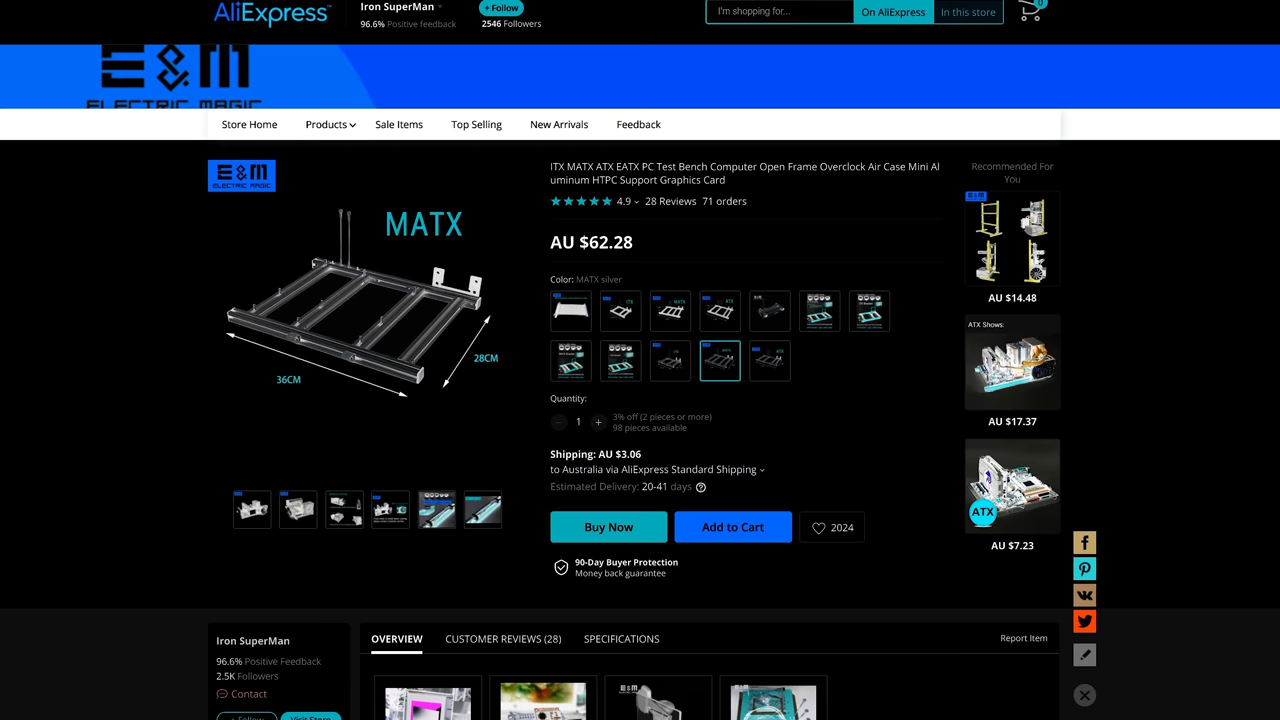 AliExpress
Iron SuperMan
96.6% Positive feedback
+ Follow
2546 Followers
I'm shopping for...
On AliExpress
In this store
0
E&M
ELECTRIC MAGIC
Store Home
Products
Sale Items
Top Selling
New Arrivals
Feedback
E&M
ELECTRIC MAGIC
MATX
36CM
28CM
ITX MATX ATX EATX PC Test Bench Computer Open Frame Overclock Air Case Mini Al
uminum HTPC Support Graphics Card
4.9
28 Reviews
71 orders
AU $62.28
Color: MATX silver
Quantity:
1
3% off (2 pieces or more)
98 pieces available
Shipping: AU $3.06
to Australia via AliExpress Standard Shipping
Estimated Delivery: 20-41 days
Buy Now
Add to Cart
2024
90-Day Buyer Protection
Money back guarantee
Recommended For
You
AU $14.48
ATX Shows:
AU $17.37
ATX
AU $7.23
Iron SuperMan
96.6% Positive Feedback
2.5K Followers
Contact
+ Follow
Visit Store
OVERVIEW
CUSTOMER REVIEWS (28)
SPECIFICATIONS
Report Item
E&M